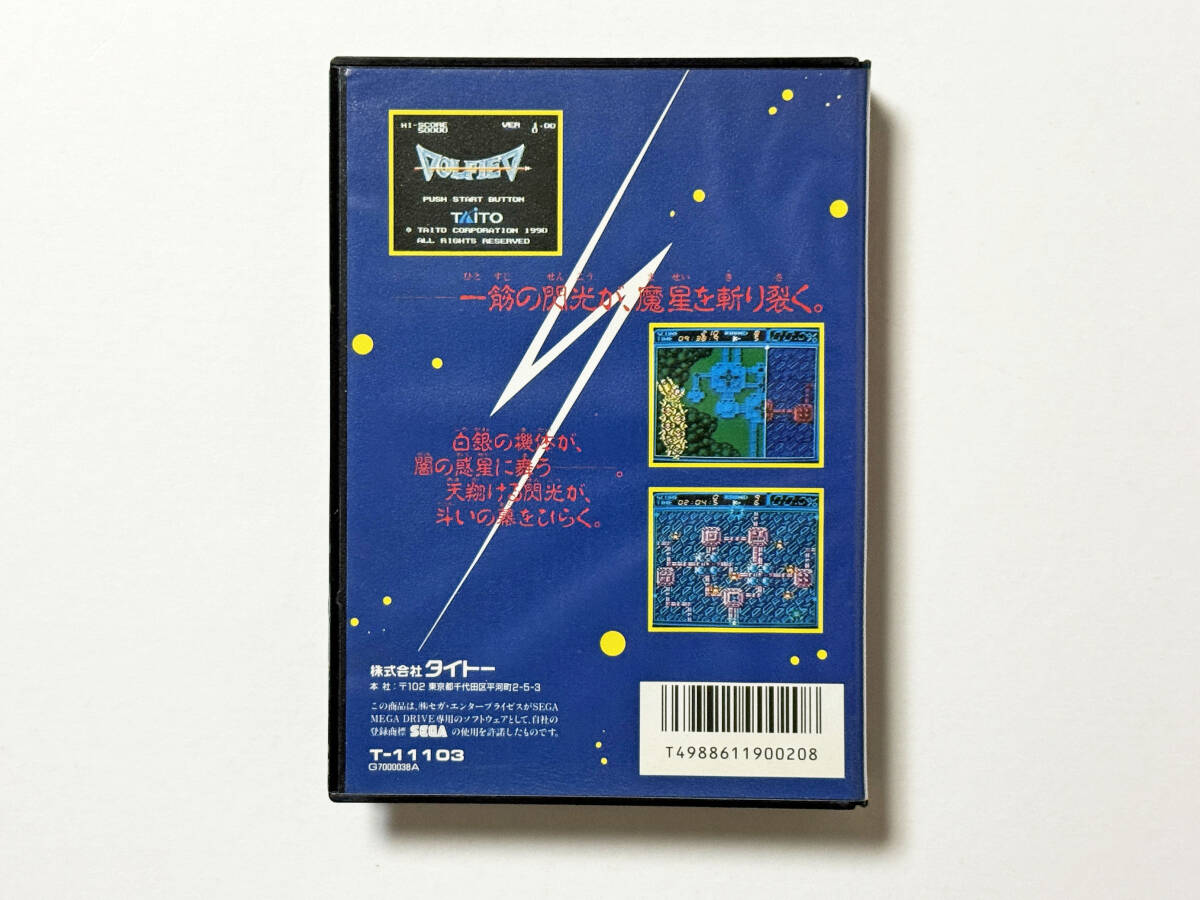 HI-SCORE VER 1.00
50000 0
VOLFIED
PUSH START BUTTON
TAITO
© TAITO CORPORATION 1990
ALL RIGHTS RESERVED
ひと すじ せんこう ませい き さ
一筋の閃光が、魔星を斬り裂く。
白銀の機体が、
闇の惑星に舞う——。
天翔ける閃光が、
斗いの幕をひらく。
株式会社 タイトー
本 社:〒102 東京都千代田区平河町2-5-3
この商品は、㈱セガ・エンタープライゼスがSEGA
MEGA DRIVE専用のソフトウェアとして、自社の
登録商標 SEGA の使用を許諾したものです。
T-11103
G7000038A
T4988611900208